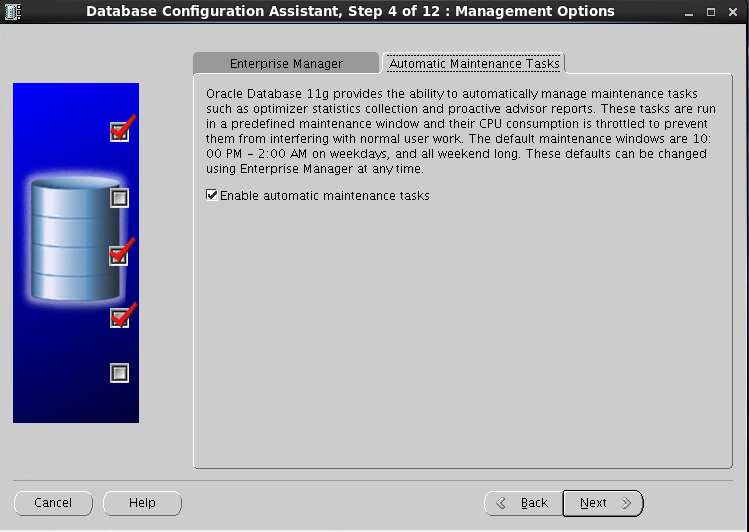 Database Configuration Assistant, Step 4 of 12 : Management Options
Enterprise Manager
Automatic Maintenance Tasks
Oracle Database 11g provides the ability to automatically manage maintenance tasks
such as optimizer statistics collection and proactive advisor reports. These tasks are run
in a predefined maintenance window and their CPU consumption is throttled to prevent
them from interfering with normal user work. The default maintenance windows are 10:
00 PM - 2:00 AM on weekdays, and all weekend long. These defaults can be changed
using Enterprise Manager at any time.
Enable automatic maintenance tasks
Cancel
Help
Back
Next